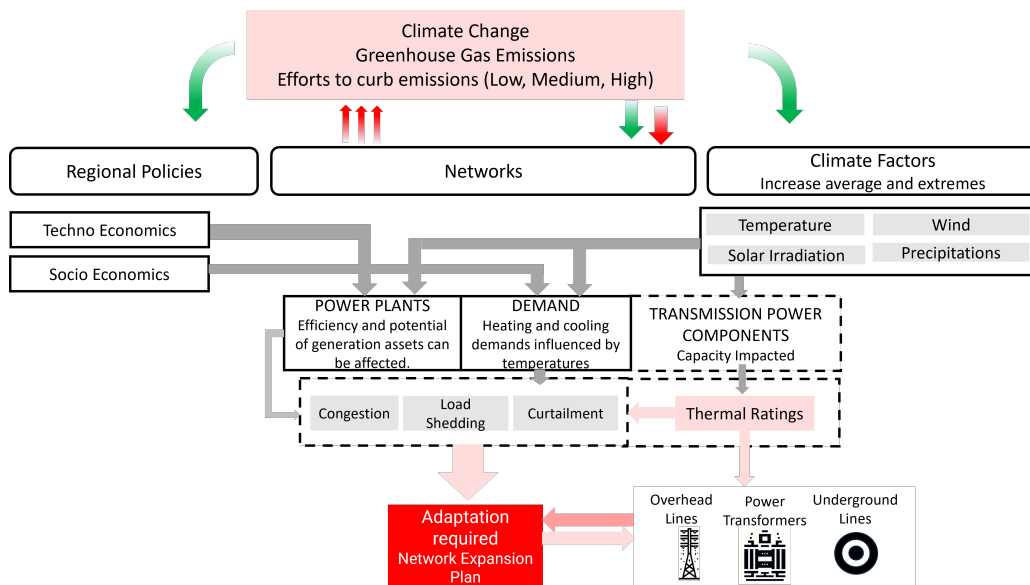 Climate Change
Greenhouse Gas Emissions
Efforts to curb emissions (Low, Medium, High)
Regional Policies
Networks
Climate Factors
Increase average and extremes
Techno Economics
Socio Economics
Temperature
Wind
Solar Irradiation
Precipitations
POWER PLANTS
Efficiency and potential
of generation assets can
be affected.
DEMAND
Heating and cooling
demands influenced by
temperatures
TRANSMISSION POWER
COMPONENTS
Capacity Impacted
Congestion
Load
Shedding
Curtailment
Thermal Ratings
Adaptation
required
Network Expansion
Plan
Overhead
Lines
Power
Transformers
Underground
Lines